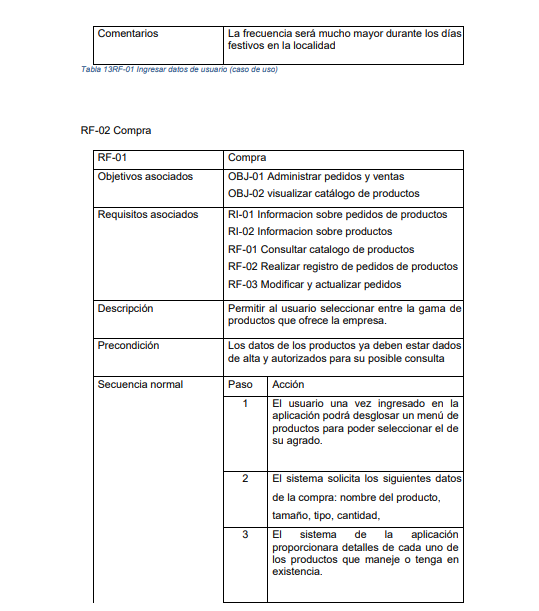 Comentarios
La frecuencia será mucho mayor durante los días
festivos en la localidad
Tabla 13RF-01 Ingresar datos de usuario (caso de uso)
RF-02 Compra
RF-01
Compra
Objetivos asociados
OBJ-01 Administrar pedidos y ventas
OBJ-02 visualizar catálogo de productos
Requisitos asociados
RI-01 Informacion sobre pedidos de productos
RI-02 Informacion sobre productos
RF-01 Consultar catalogo de productos
RF-02 Realizar registro de pedidos de productos
RF-03 Modificar y actualizar pedidos
Descripción
Permitir al usuario seleccionar entre la gama de
productos que ofrece la empresa.
Precondición
Los datos de los productos ya deben estar dados
de alta y autorizados para su posible consulta
Secuencia normal
Paso
Acción
1
El usuario una vez ingresado en la
aplicación podrá desglosar un menú de
productos para poder seleccionar el de
su agrado.
2
El sistema solicita los siguientes datos
de la compra: nombre del producto,
tamaño, tipo, cantidad,
3
El sistema de la aplicación
proporcionara detalles de cada uno de
los productos que maneje o tenga en
existencia.